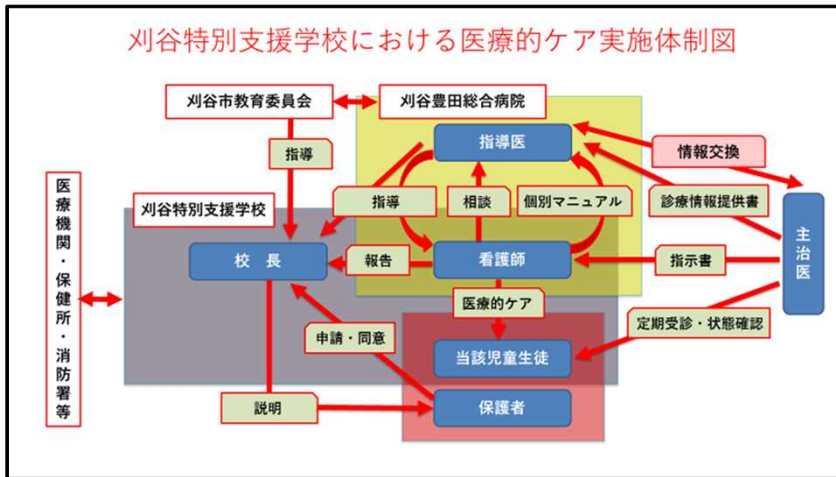 刈谷特別支援学校における医療的ケア実施体制図
刈谷市教育委員会
刈谷豊田総合病院
指導医
指導
情報交換
医療機関・保健所・消防署等
刈谷特別支援学校
指導
相談
個別マニュアル
診療情報提供書
主治医
校　長
報告
看護師
指示書
医療的ケア
申請・同意
定期受診・状態確認
当該児童生徒
説明
保護者